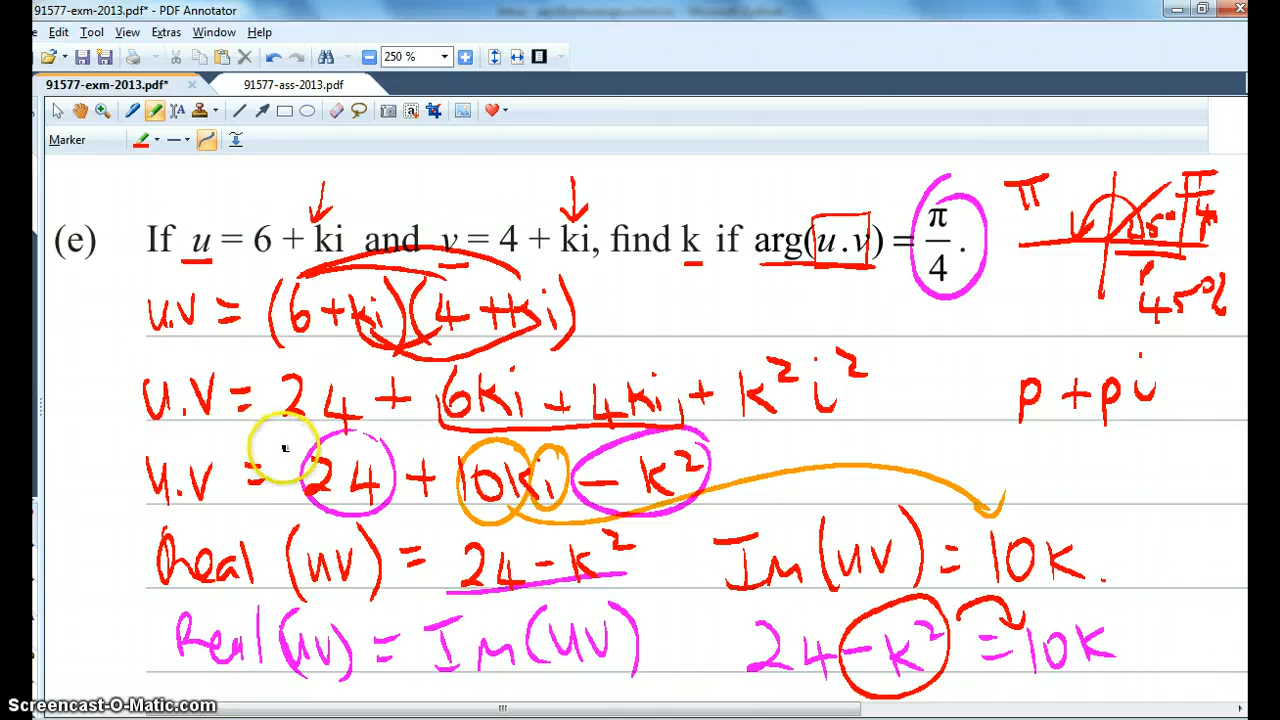 91577-exm-2013.pdf* - PDF Annotator
Edit Tool View Extras Window Help
250 %
91577-exm-2013.pdf* 91577-ass-2013.pdf
Marker
(e) If u = 6 + ki and v = 4 + ki, find k if arg(u.v) = π/4.
π 45° π/4
45°
u.v = (6+ki)(4+ki)
u.v = 24 + 6ki + 4ki + k²i² p + pi
u.v = 24 + 10ki - k²
Real (uv) = 24 - k² Im(uv) = 10k.
Real(uv) = Im(uv) 24 - k² = 10k
Screencast-O-Matic.com